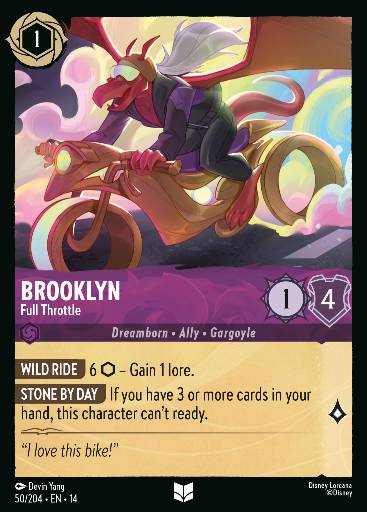 1
BROOKLYN
Full Throttle
1
4
Dreamborn • Ally • Gargoyle
WILD RIDE 6 ⬡ – Gain 1 lore.
STONE BY DAY If you have 3 or more cards in your
hand, this character can't ready.
"I love this bike!"
Devin Yang
50/204 • EN • 14
Disney Lorcana
©Disney